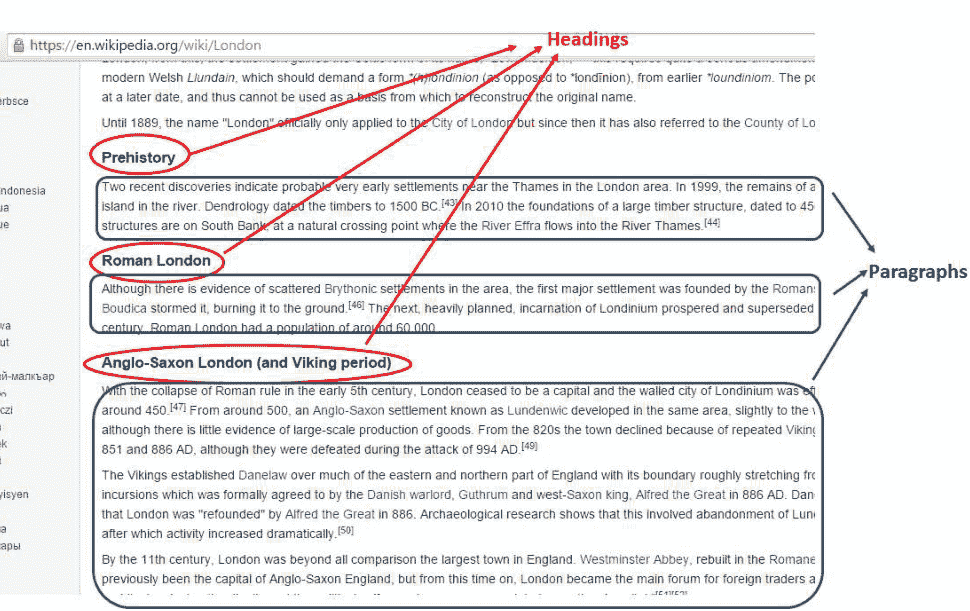 https://en.wikipedia.org/wiki/London
Headings
modern Welsh Llundain, which should demand a form *(h)lōndinion (as opposed to *londīnion), from earlier *loundiniom. The
at a later date, and thus cannot be used as a basis from which to reconstruct the original name.
Until 1889, the name "London" officially only applied to the City of London but since then it has also referred to the County of Lo
erbsce
Prehistory
Two recent discoveries indicate probable very early settlements near the Thames in the London area. In 1999, the remains of a
island in the river. Dendrology dated the timbers to 1500 BC.[43] In 2010 the foundations of a large timber structure, dated to 45
structures are on South Bank, at a natural crossing point where the River Effra flows into the River Thames.[44]
ndonesia
ua
ue
Paragraphs
Roman London
Although there is evidence of scattered Brythonic settlements in the area, the first major settlement was founded by the Romans
Boudica stormed it, burning it to the ground.[46] The next, heavily planned, incarnation of Londinium prospered and superseded
century. Roman London had a population of around 60,000
wa
ut
Anglo-Saxon London (and Viking period)
й-малкъар
With the collapse of Roman rule in the early 5th century, London ceased to be a capital and the walled city of Londinium was
around 450.[47] From around 500, an Anglo-Saxon settlement known as Lundenwic developed in the same area, slightly to the
although there is little evidence of large-scale production of goods. From the 820s the town declined because of repeated Viking
851 and 886 AD, although they were defeated during the attack of 994 AD.[49]
czi
ek
The Vikings established Danelaw over much of the eastern and northern part of England with its boundary roughly stretching fro
incursions which was formally agreed to by the Danish warlord, Guthrum and west-Saxon king, Alfred the Great in 886 AD. Dan
that London was "refounded" by Alfred the Great in 886. Archaeological research shows that this involved abandonment of Lun
after which activity increased dramatically.[50]
yisyen
а
сары
By the 11th century, London was beyond all comparison the largest town in England. Westminster Abbey, rebuilt in the Romane
previously been the capital of Anglo-Saxon England, but from this time on, London became the main forum for foreign traders a